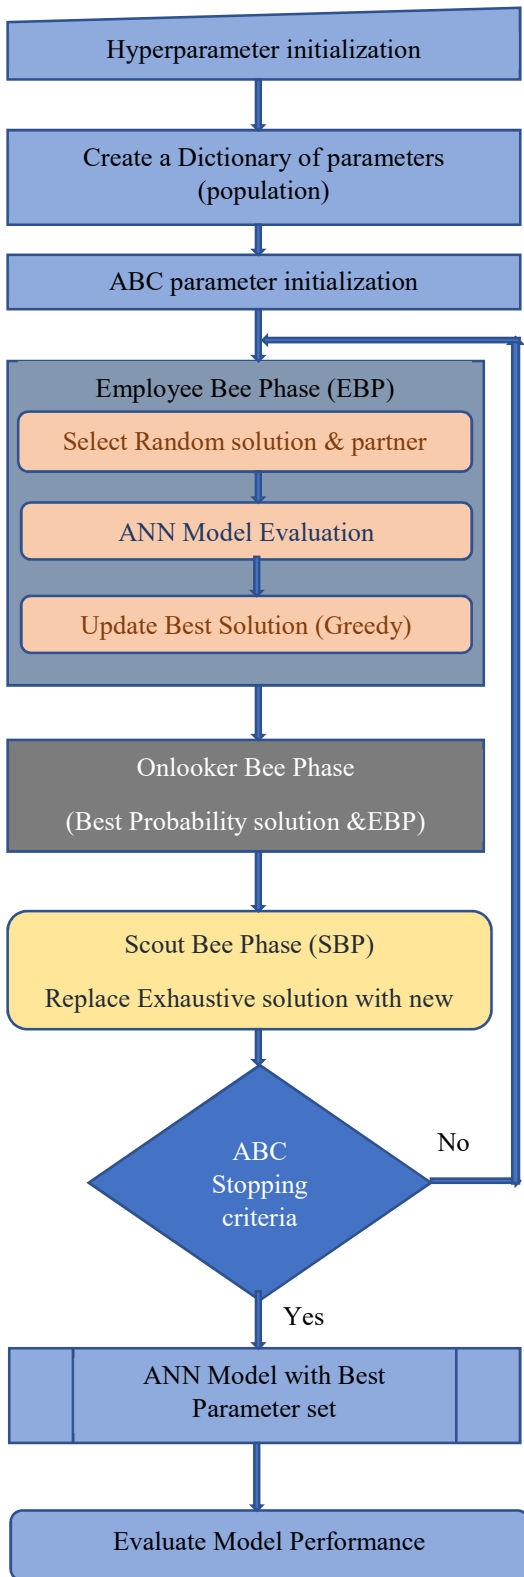 Hyperparameter initialization
Create a Dictionary of parameters
(population)
ABC parameter initialization
Employee Bee Phase (EBP)
Select Random solution & partner
ANN Model Evaluation
Update Best Solution (Greedy)
Onlooker Bee Phase
(Best Probability solution &EBP)
Scout Bee Phase (SBP)
Replace Exhaustive solution with new
ABC
Stopping
criteria
No
Yes
ANN Model with Best
Parameter set
Evaluate Model Performance